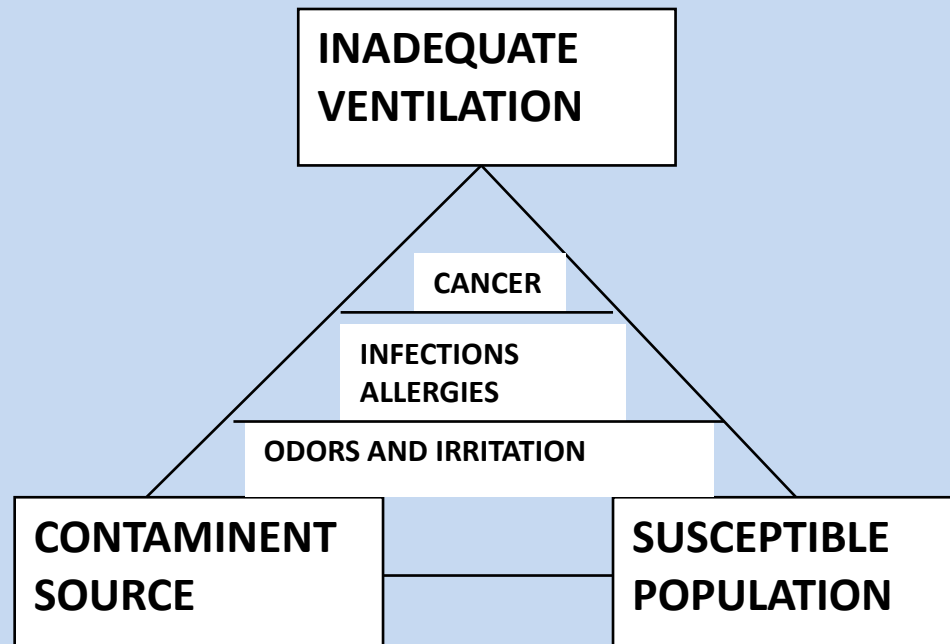 INADEQUATE
VENTILATION
CANCER
INFECTIONS
ALLERGIES
ODORS AND IRRITATION
CONTAMINENT
SOURCE
SUSCEPTIBLE
POPULATION